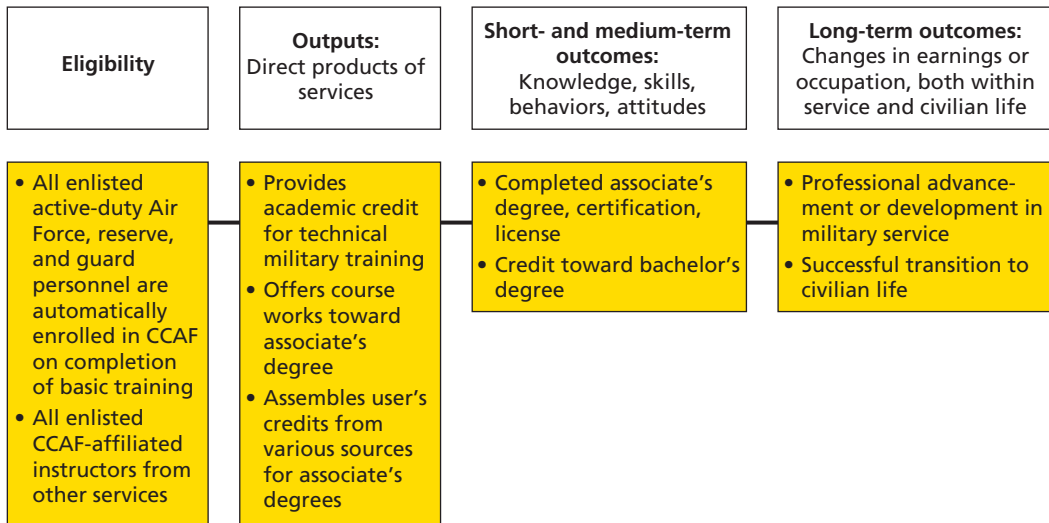 Eligibility
Outputs:
Direct products of
services
Short- and medium-term
outcomes:
Knowledge, skills,
behaviors, attitudes
Long-term outcomes:
Changes in earnings or
occupation, both within
service and civilian life
• All enlisted
active-duty Air
Force, reserve,
and guard
personnel are
automatically
enrolled in CCAF
on completion
of basic training
• All enlisted
CCAF-affiliated
instructors from
other services
• Provides
academic credit
for technical
military training
• Offers course
works toward
associate's
degree
• Assembles user's
credits from
various sources
for associate's
degrees
• Completed associate's
degree, certification,
license
• Credit toward bachelor's
degree
• Professional advance-
ment or development in
military service
• Successful transition to
civilian life